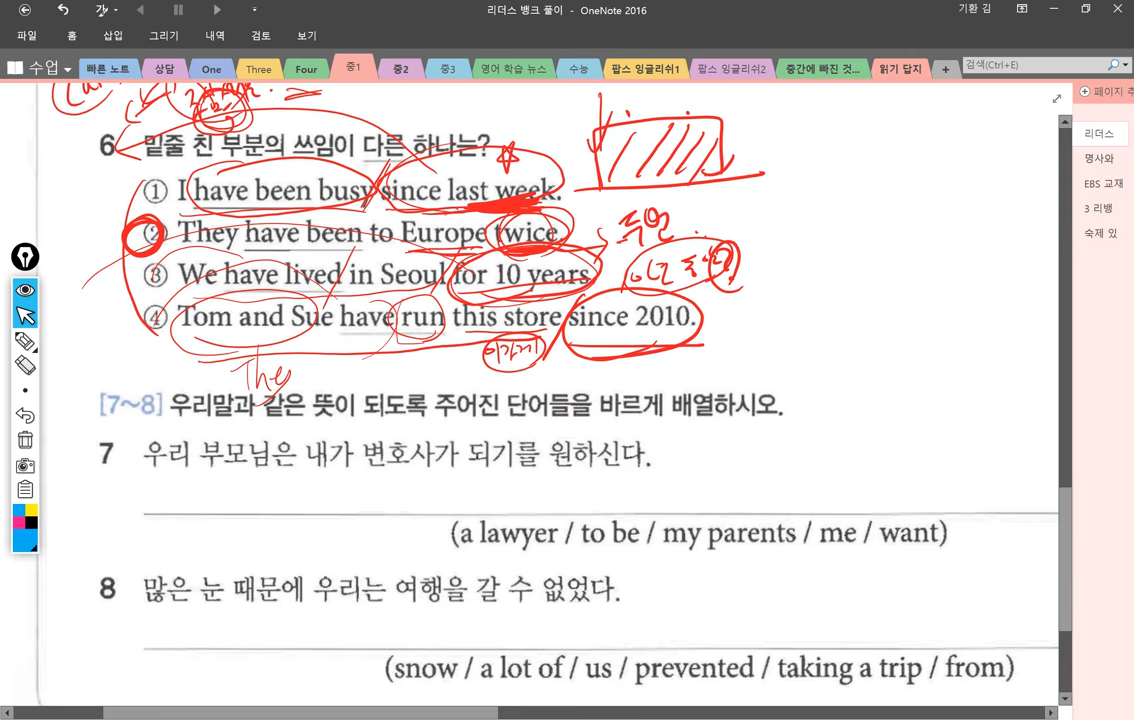 리더스 뱅크 풀이 - OneNote 2016
기환 김
파일 홈 삽입 그리기 내역 검토 보기
수업 빠른 노트 상담 One Three Four 중1 중2 중3 영어 학습 뉴스 수능 팝스 잉글리쉬1 팝스 잉글리쉬2 중간에 빠진 것... 읽기 답지 + 검색(Ctrl+E)
페이지 추
리더스
명사와
EBS 교재
3 리뱅
숙제 있
6 밑줄 친 부분의 쓰임이 다른 하나는?
① I have been busy since last week.
② They have been to Europe twice.
③ We have lived in Seoul for 10 years.
④ Tom and Sue have run this store since 2010.
이가게
They
[7~8] 우리말과 같은 뜻이 되도록 주어진 단어들을 바르게 배열하시오.
7 우리 부모님은 내가 변호사가 되기를 원하신다.
(a lawyer / to be / my parents / me / want)
8 많은 눈 때문에 우리는 여행을 갈 수 없었다.
(snow / a lot of / us / prevented / taking a trip / from)